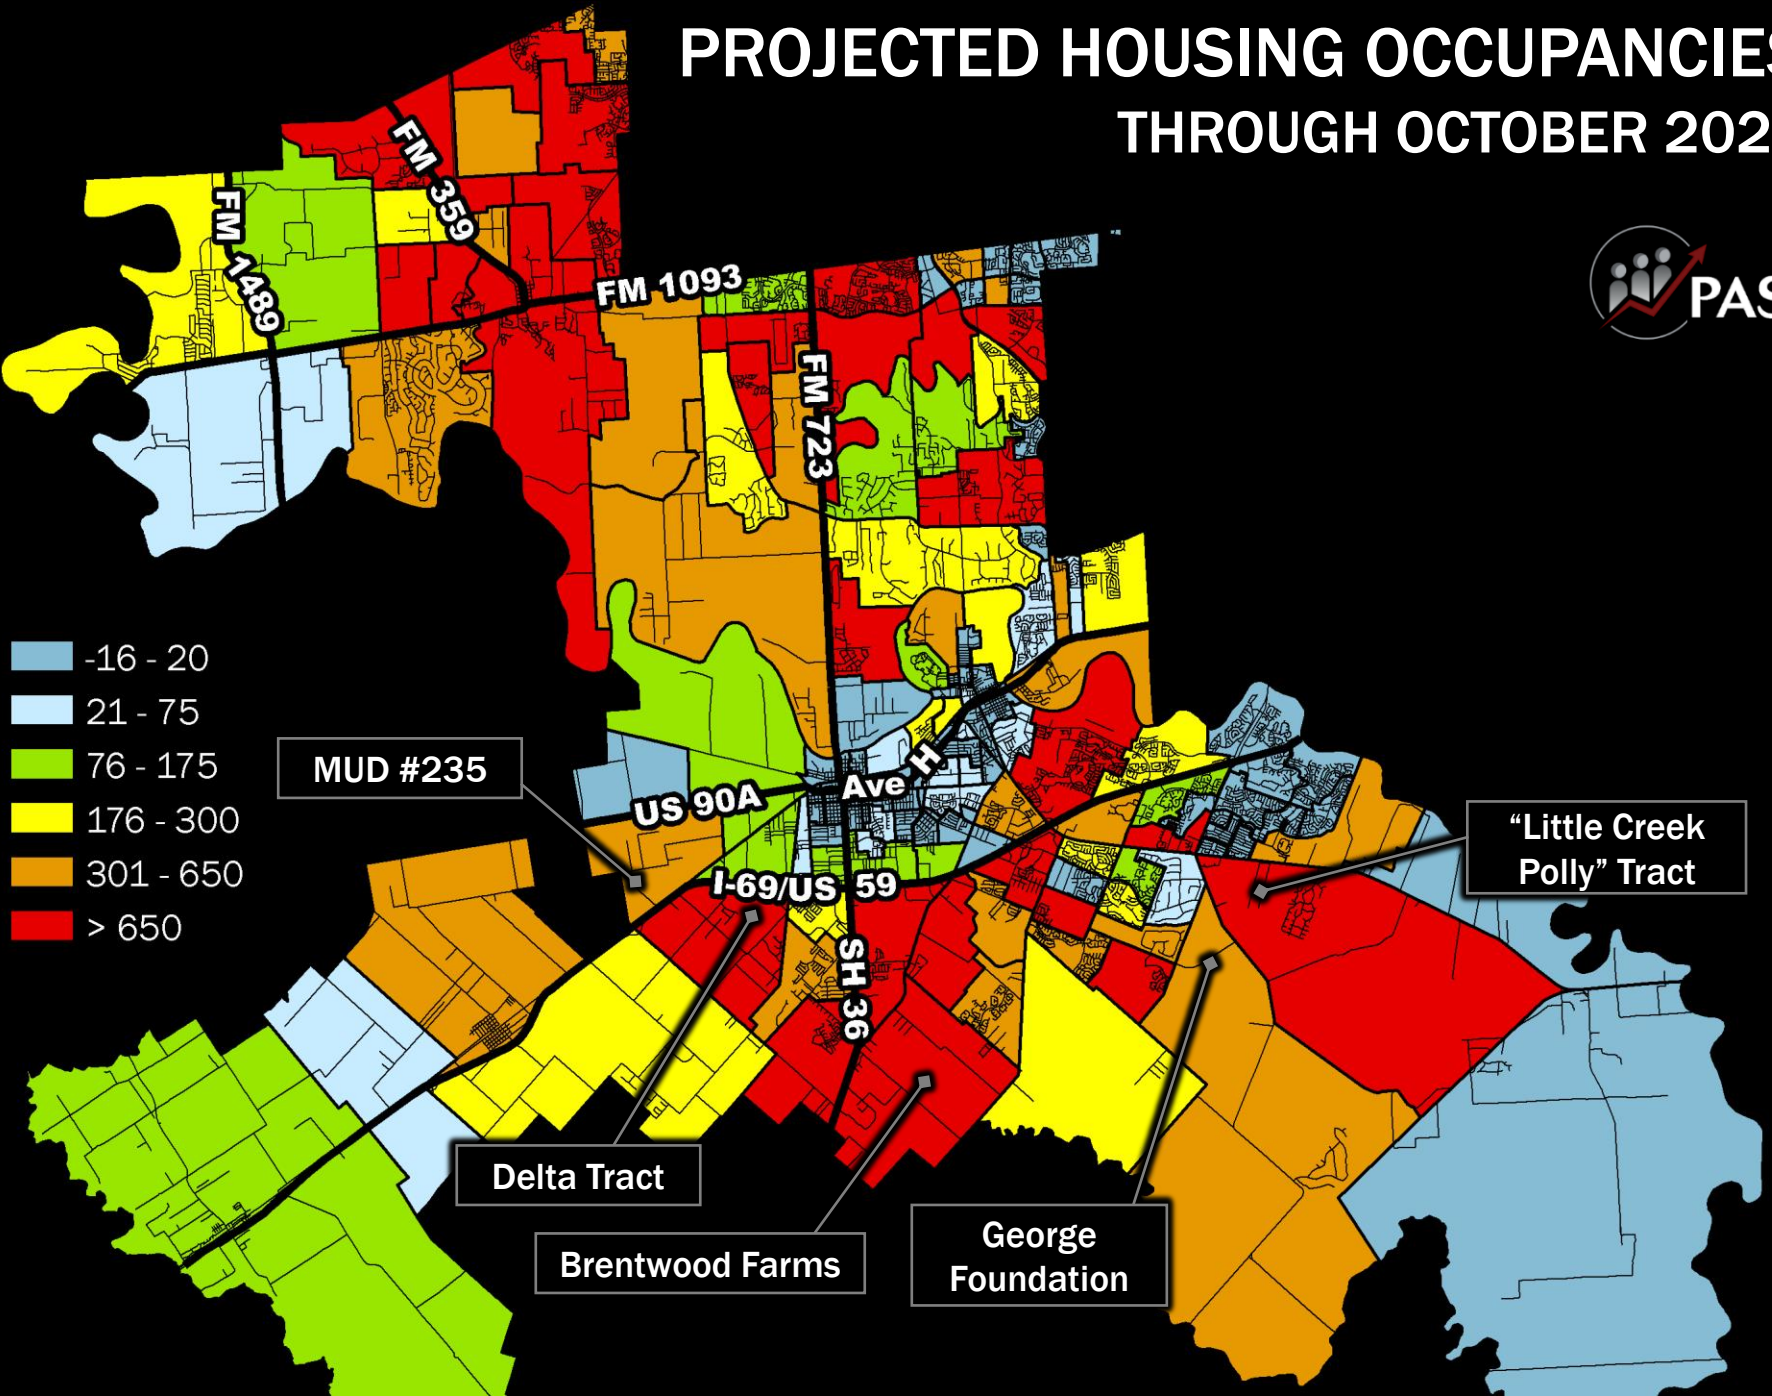 PROJECTED HOUSING OCCUPANCIES
THROUGH OCTOBER 202
PAS
FM 359
FM 1489
FM 1093
FM 723
-16 - 20
21 - 75
76 - 175
176 - 300
301 - 650
> 650
MUD #235
US 90A
Ave H
I-69/US 59
SH 36
"Little Creek
Polly" Tract
Delta Tract
Brentwood Farms
George
Foundation